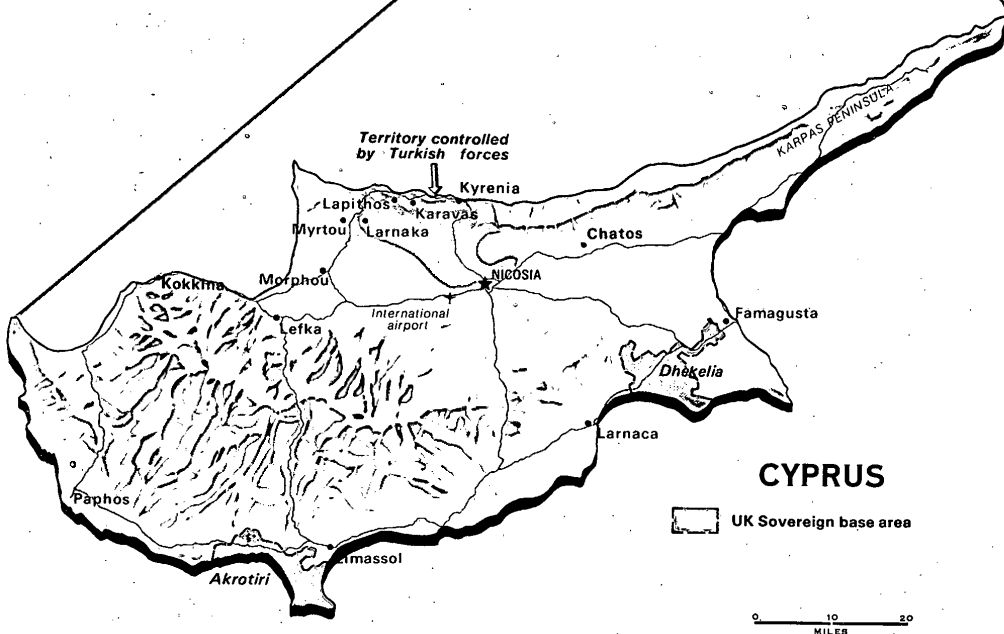 KARPAS PENINSULA
Territory controlled
by Turkish forces
Kyrenia
Lapithos
Karavas
Myrtou
Larnaka
Chatos
Morphou
NICOSIA
Kokkina
International
airport
Lefka
Famagusta
Dhekelia
Larnaca
CYPRUS
Paphos
UK Sovereign base area
Limassol
Akrotiri
0 10 20
MILES